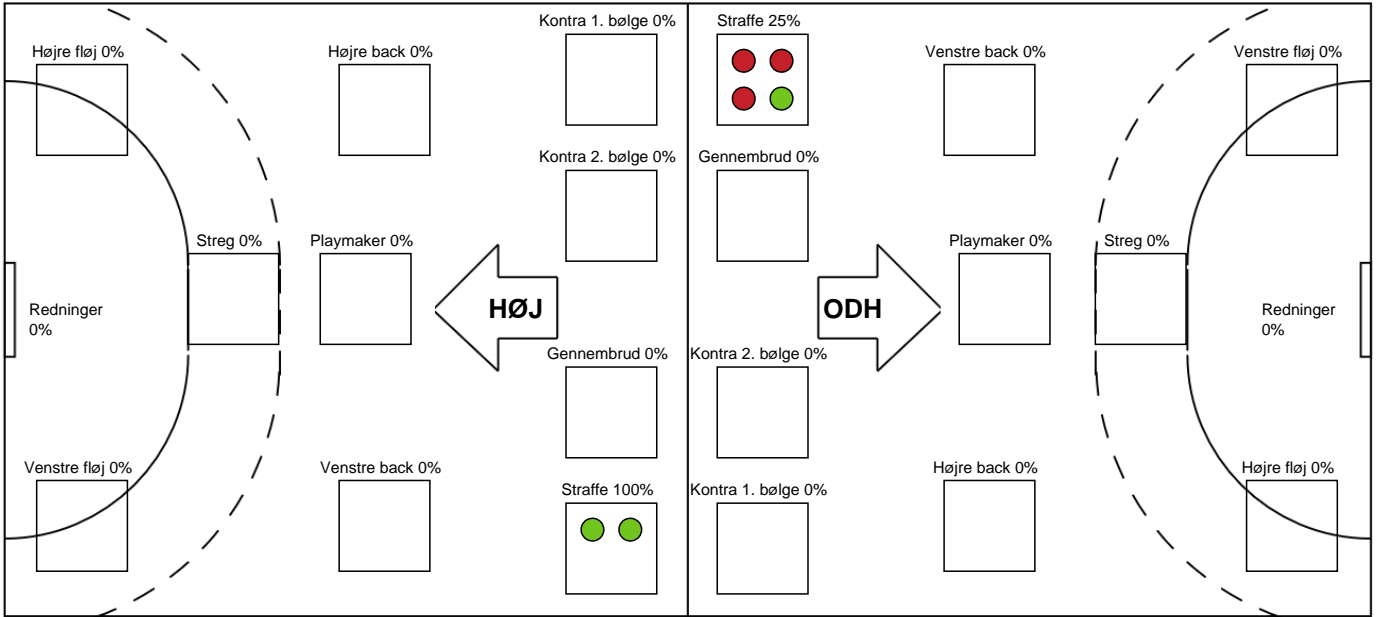 Kontra 1. bølge 0%
Straffe 25%
Højre fløj 0%
Højre back 0%
Venstre back 0%
Venstre fløj 0%
Kontra 2. bølge 0%
Gennembrud 0%
Streg 0%
Playmaker 0%
Playmaker 0%
Streg 0%
Redninger
0%
HØJ
ODH
Redninger
0%
Gennembrud 0%
Kontra 2. bølge 0%
Venstre fløj 0%
Venstre back 0%
Højre back 0%
Højre fløj 0%
Straffe 100%
Kontra 1. bølge 0%